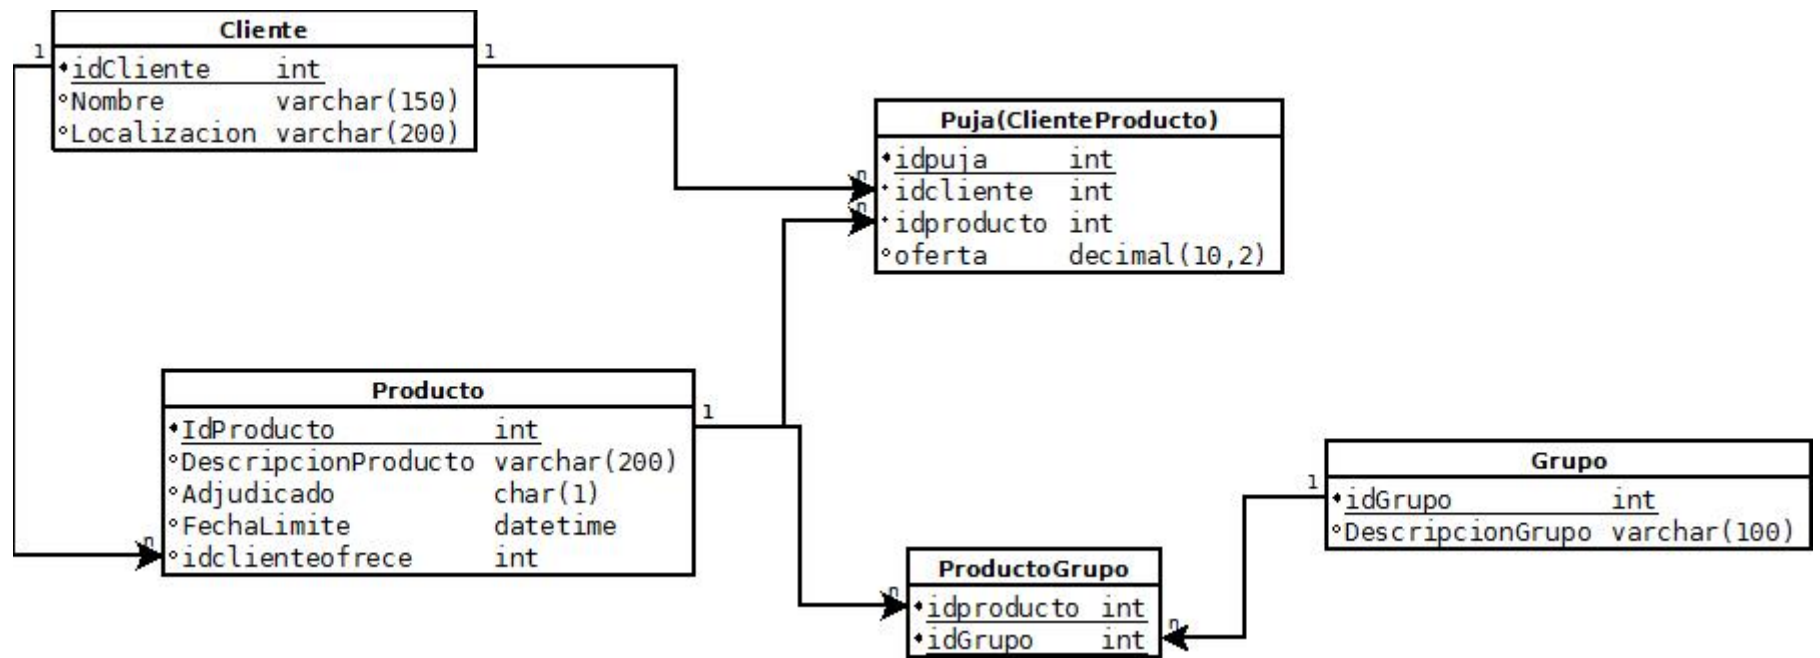 Cliente
1
1
idCliente int
Nombre varchar(150)
Localizacion varchar(200)
Puja(ClienteProducto)
idpuja int
n
idcliente int
n
idproducto int
oferta decimal(10,2)
Producto
1
IdProducto int
DescripcionProducto varchar(200)
Adjudicado char(1)
FechaLimite datetime
n
idclienteofrece int
Grupo
1
idGrupo int
DescripcionGrupo varchar(100)
ProductoGrupo
n
idproducto int
n
idGrupo int